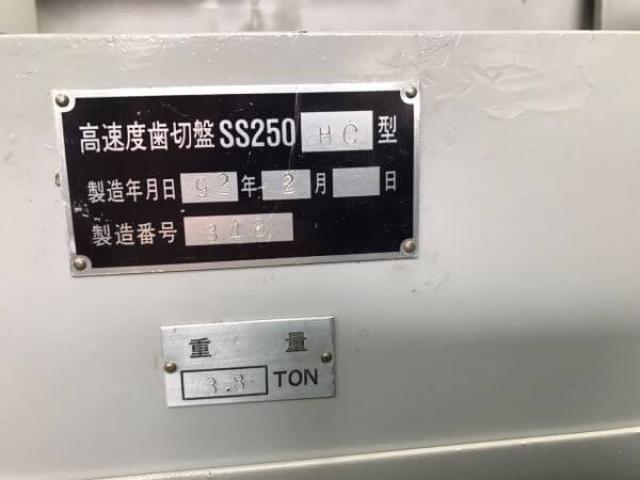 高速度歯切盤 SS250 HC 型
製造年月日 92 年 2 月 日
製造番号
重 量
3.8 TON